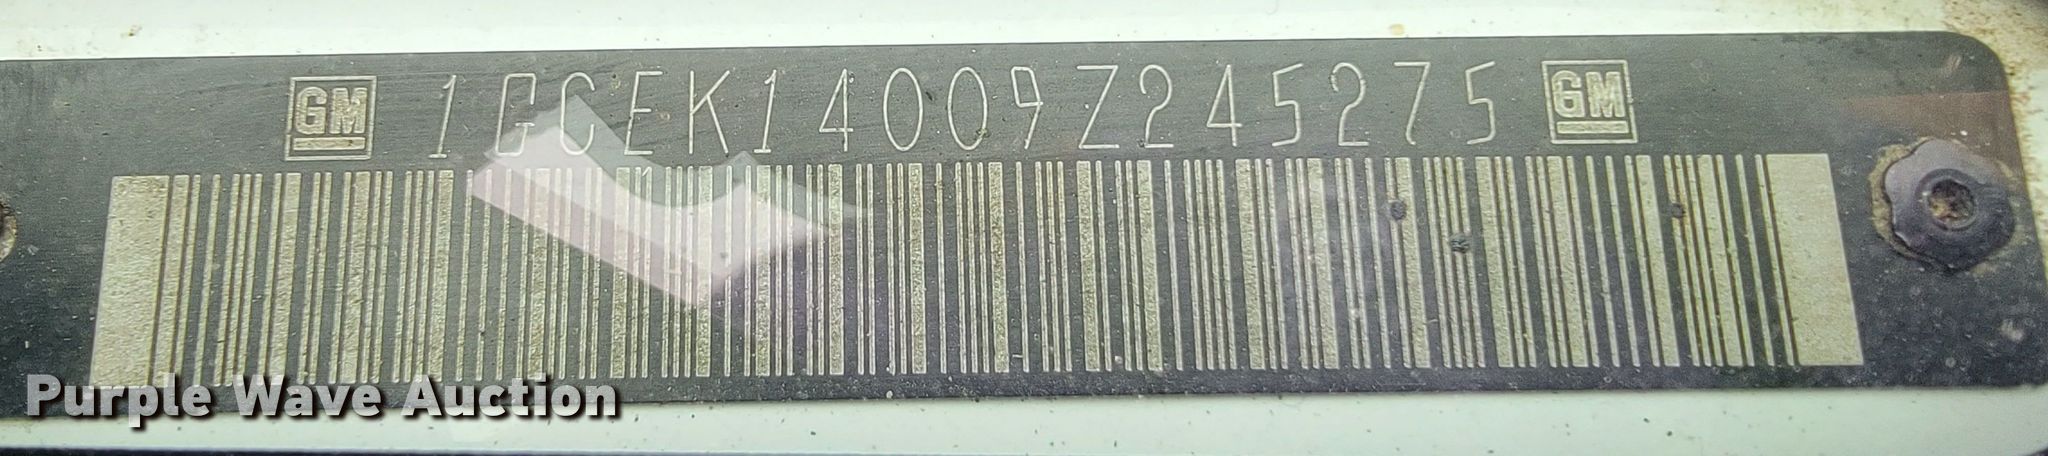 GM 1GCEK14009Z245275 GM
Purple Wave Auction